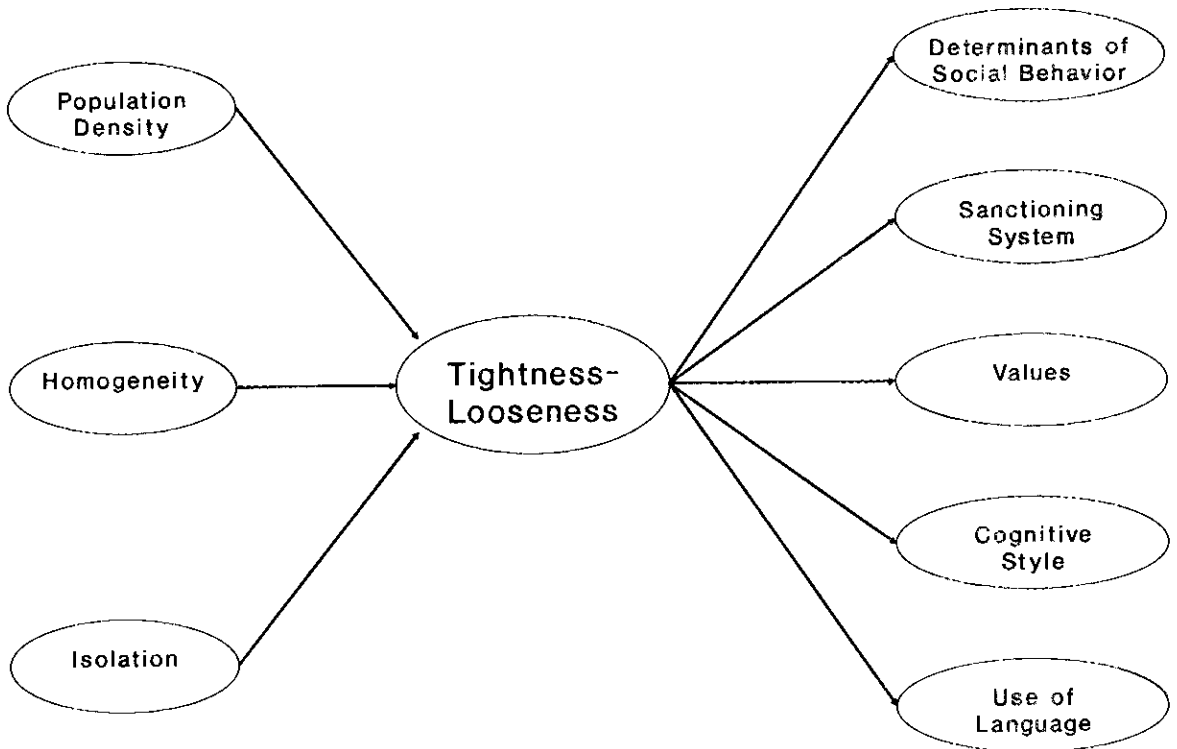 Population
Density
Homogeneity
Isolation
Tightness-
Looseness
Determinants of
Social Behavior
Sanctioning
System
Values
Cognitive
Style
Use of
Language